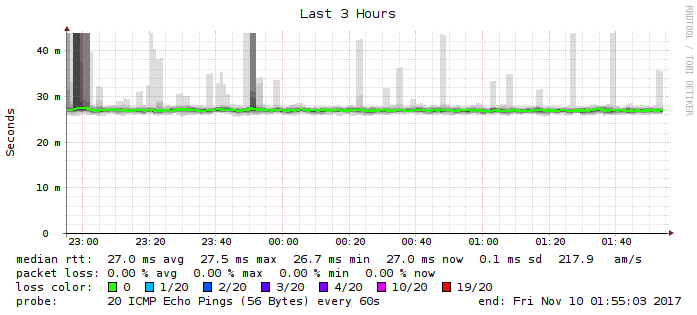 Last 3 Hours
RRDTOOL / TOBI OETIKER
Seconds
40 m
30 m
20 m
10 m
0
23:00 23:20 23:40 00:00 00:20 00:40 01:00 01:20 01:40
median rtt: 27.0 ms avg 27.5 ms max 26.7 ms min 27.0 ms now 0.1 ms sd 217.9 am/s
packet loss: 0.00 % avg 0.00 % max 0.00 % min 0.00 % now
loss color: 0 1/20 2/20 3/20 4/20 10/20 19/20
probe: 20 ICMP Echo Pings (56 Bytes) every 60s end: Fri Nov 10 01:55:03 2017